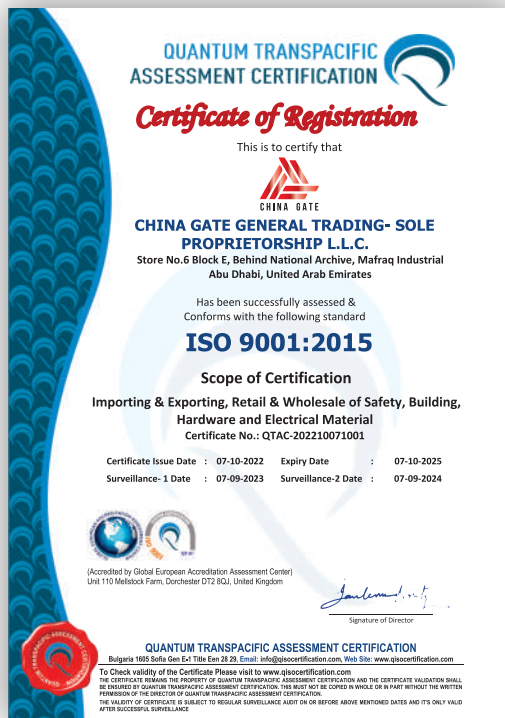 QUANTUM TRANSPACIFIC
ASSESSMENT CERTIFICATION
Certificate of Registration
This is to certify that
CHINA GATE
CHINA GATE GENERAL TRADING- SOLE
PROPRIETORSHIP L.L.C.
Store No.6 Block E, Behind National Archive, Mafraq Industrial
Abu Dhabi, United Arab Emirates
Has been successfully assessed &
Conforms with the following standard
ISO 9001:2015
Scope of Certification
Importing & Exporting, Retail & Wholesale of Safety, Building,
Hardware and Electrical Material
Certificate No.: QTAC-202210071001
Certificate Issue Date : 07-10-2022 Expiry Date : 07-10-2025
Surveillance- 1 Date : 07-09-2023 Surveillance-2 Date : 07-09-2024
ISO 9001
(Accredited by Global European Accreditation Assessment Center)
Unit 110 Mellstock Farm, Dorchester DT2 8QJ, United Kingdom
Signature of Director
QUANTUM TRANSPACIFIC ASSESSMENT CERTIFICATION
Bulgaria 1605 Sofia Gen E-1 Title Een 28 29, Email: info@qisocertification.com, Web Site: www.qisocertification.com
To Check validity of the Certificate Please visit to www.qisocertification.com
THE CERTIFICATE REMAINS THE PROPERTY OF QUANTUM TRANSPACIFIC ASSESSMENT CERTIFICATION AND THE CERTIFICATE VALIDATION SHALL
BE ENSURED BY QUANTUM TRANSPACIFIC ASSESSMENT CERTIFICATION. THIS MUST NOT BE COPIED IN WHOLE OR IN PART WITHOUT THE WRITTEN
PERMISSION OF THE DIRECTOR OF QUANTUM TRANSPACIFIC ASSESSMENT CERTIFICATION.
THE VALIDITY OF CERTIFICATE IS SUBJECT TO REGULAR SURVEILLANCE AUDIT ON OR BEFORE ABOVE MENTIONED DATES AND IT'S ONLY VALID
AFTER SUCCESSFUL SURVEILLANCE